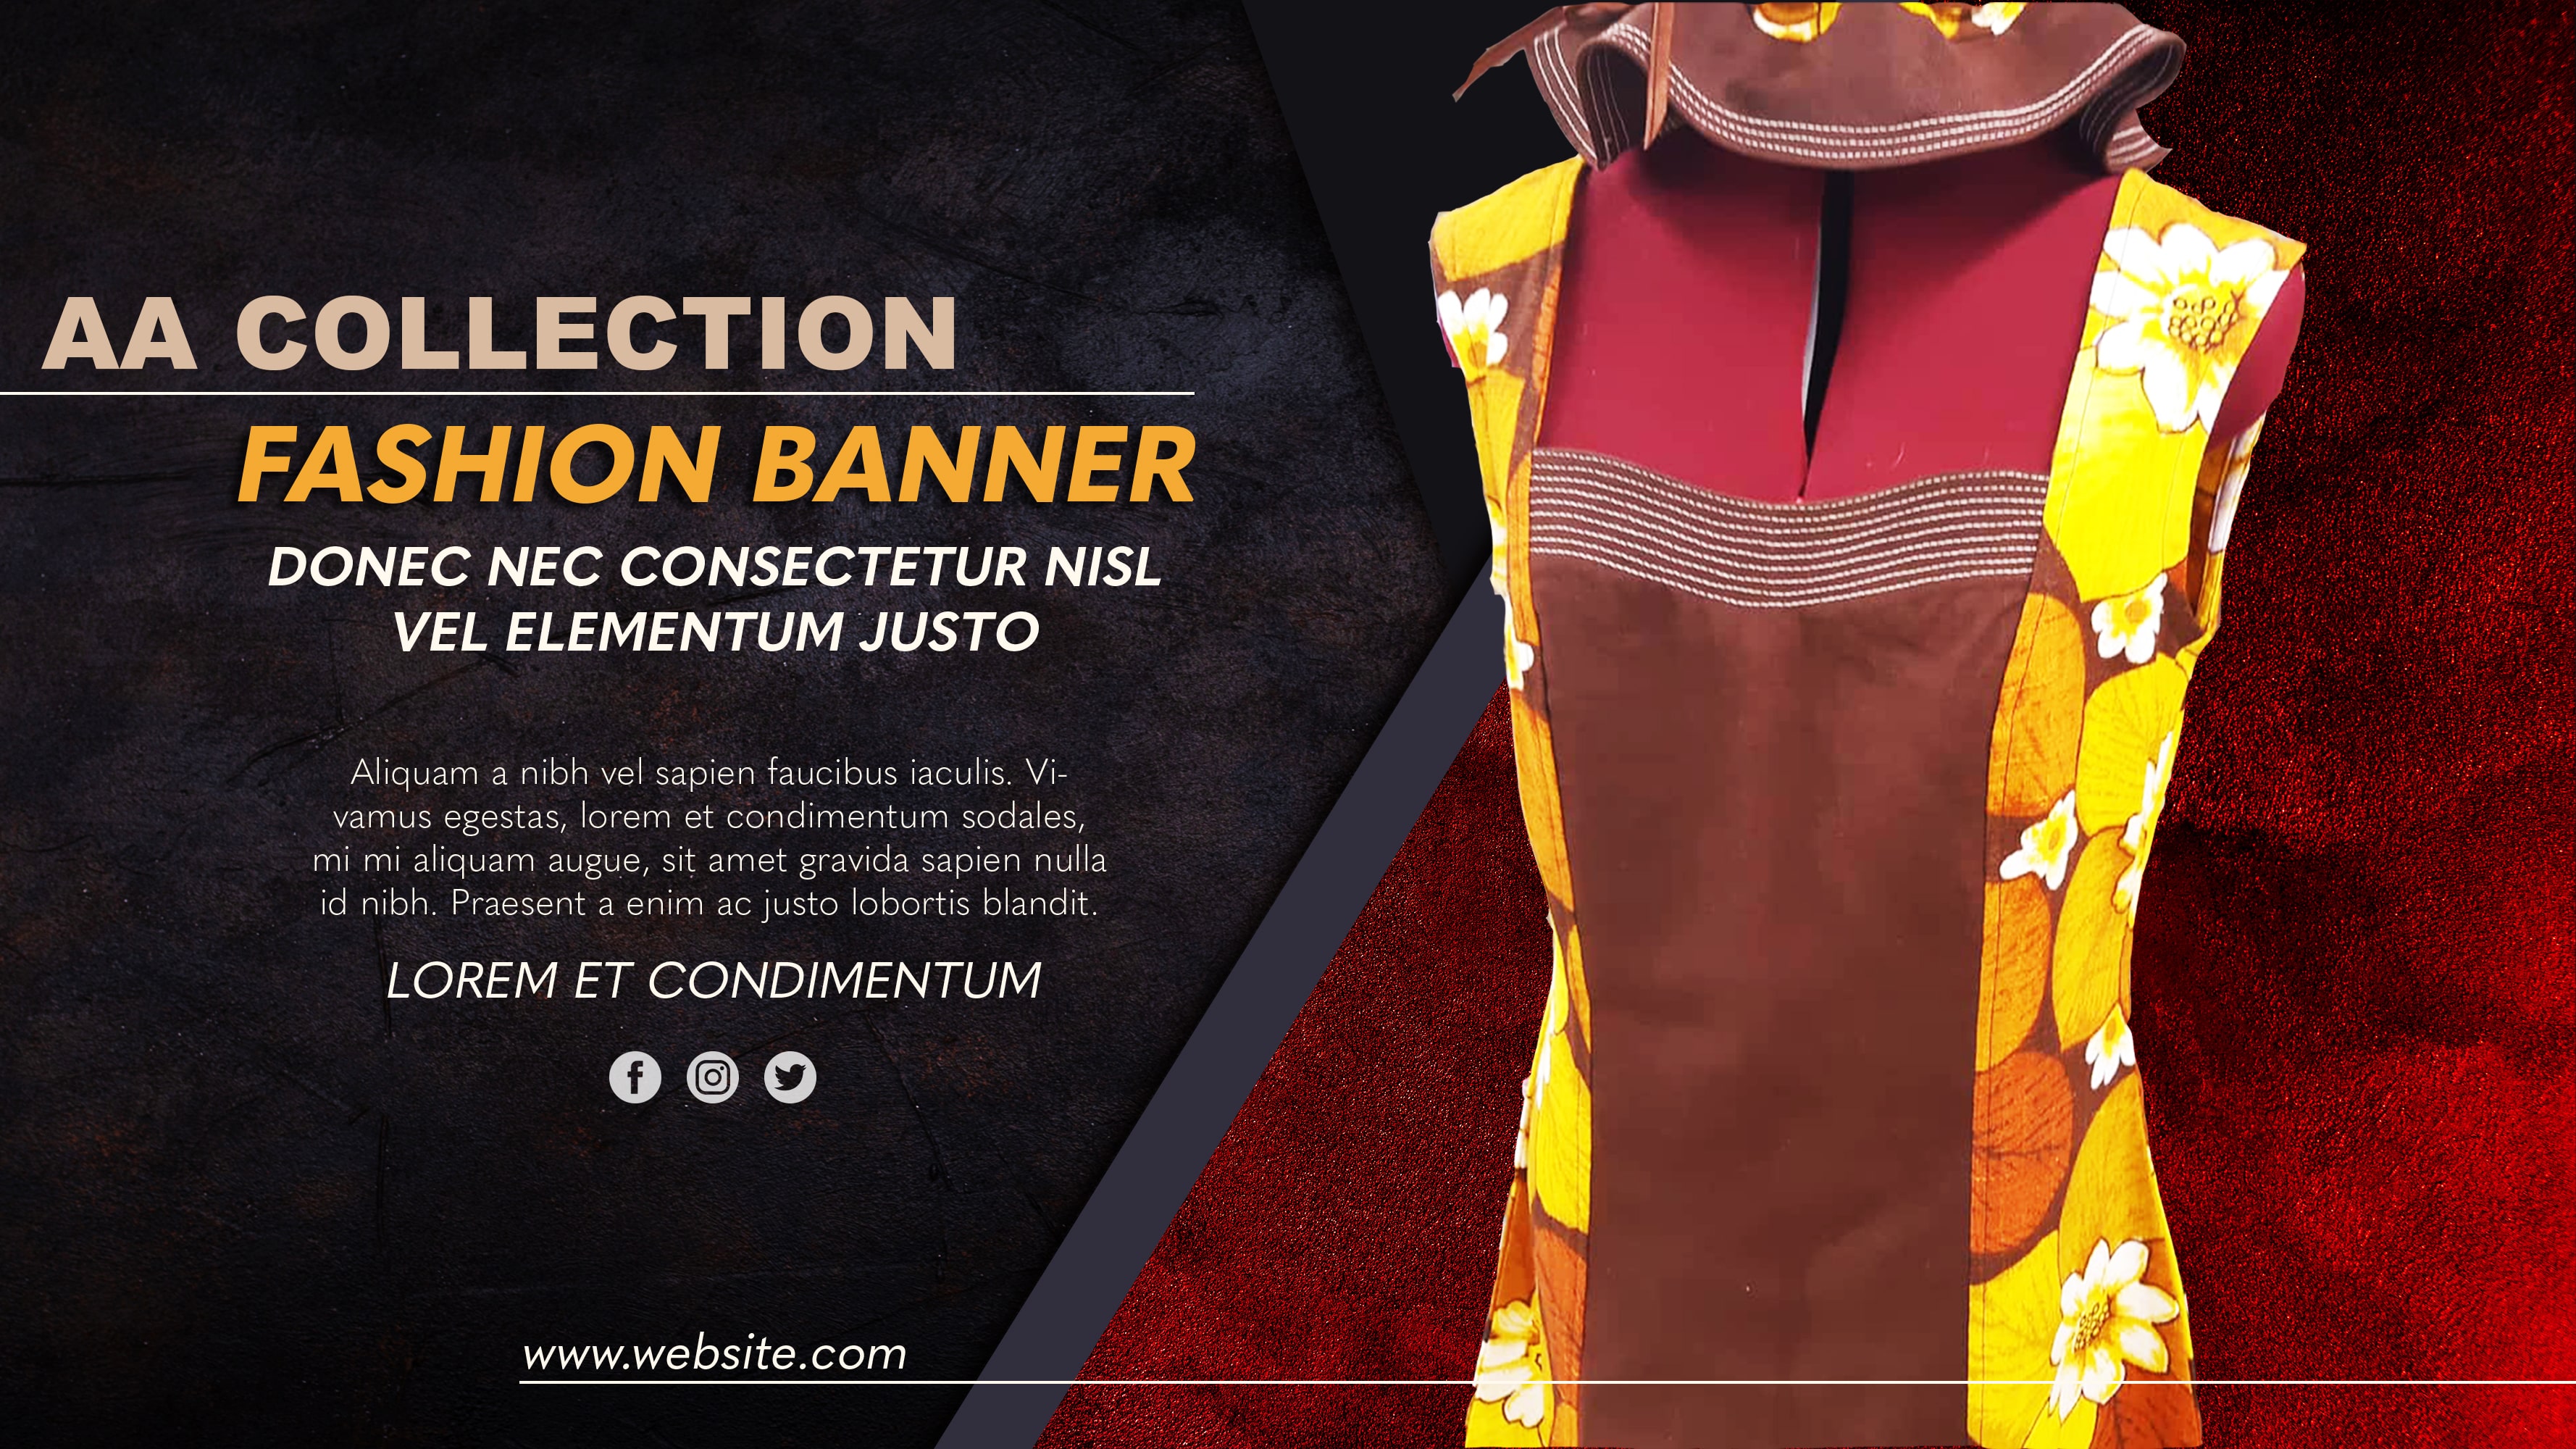 AA COLLECTION
FASHION BANNER
DONEC NEC CONSECTETUR NISL
VEL ELEMENTUM JUSTO
Aliquam a nibh vel sapien faucibus iaculis. Vi-
vamus egestas, lorem et condimentum sodales,
mi mi aliquam augue, sit amet gravida sapien nulla
id nibh. Praesent a enim ac justo lobortis blandit.
LOREM ET CONDIMENTUM
www.website.com